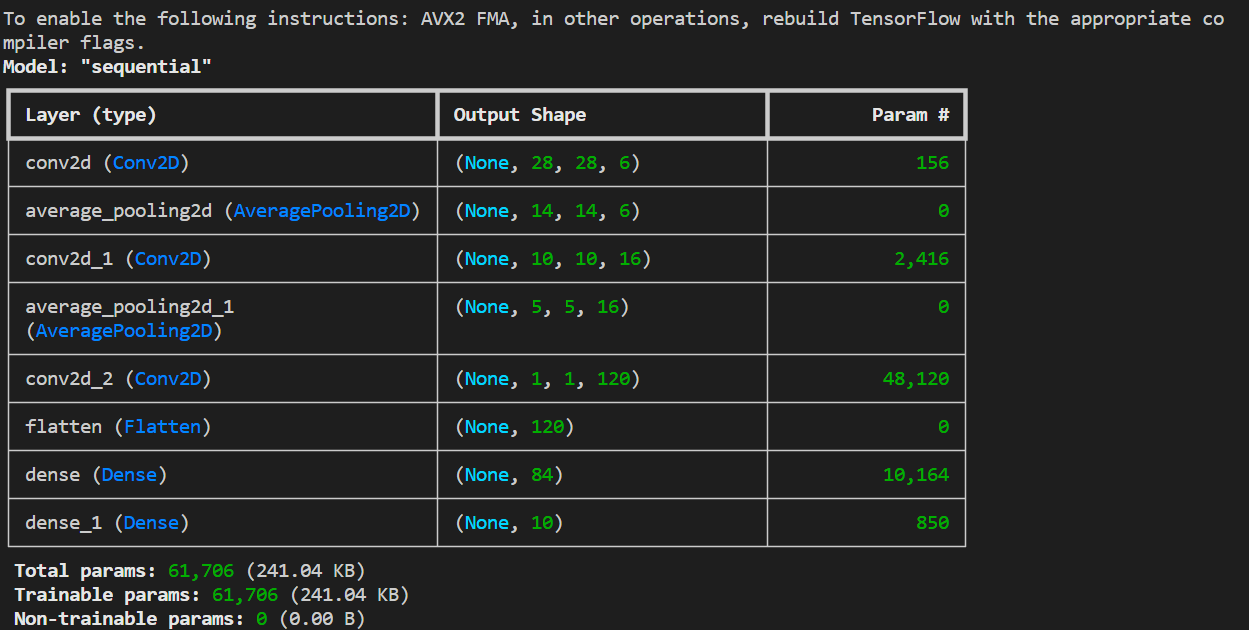 To enable the following instructions: AVX2 FMA, in other operations, rebuild TensorFlow with the appropriate co
mpiler flags.
Model: "sequential"
Layer (type) Output Shape Param #
conv2d (Conv2D) (None, 28, 28, 6) 156
average_pooling2d (AveragePooling2D) (None, 14, 14, 6) 0
conv2d_1 (Conv2D) (None, 10, 10, 16) 2,416
average_pooling2d_1 (None, 5, 5, 16) 0
(AveragePooling2D)
conv2d_2 (Conv2D) (None, 1, 1, 120) 48,120
flatten (Flatten) (None, 120) 0
dense (Dense) (None, 84) 10,164
dense_1 (Dense) (None, 10) 850
Total params: 61,706 (241.04 KB)
Trainable params: 61,706 (241.04 KB)
Non-trainable params: 0 (0.00 B)